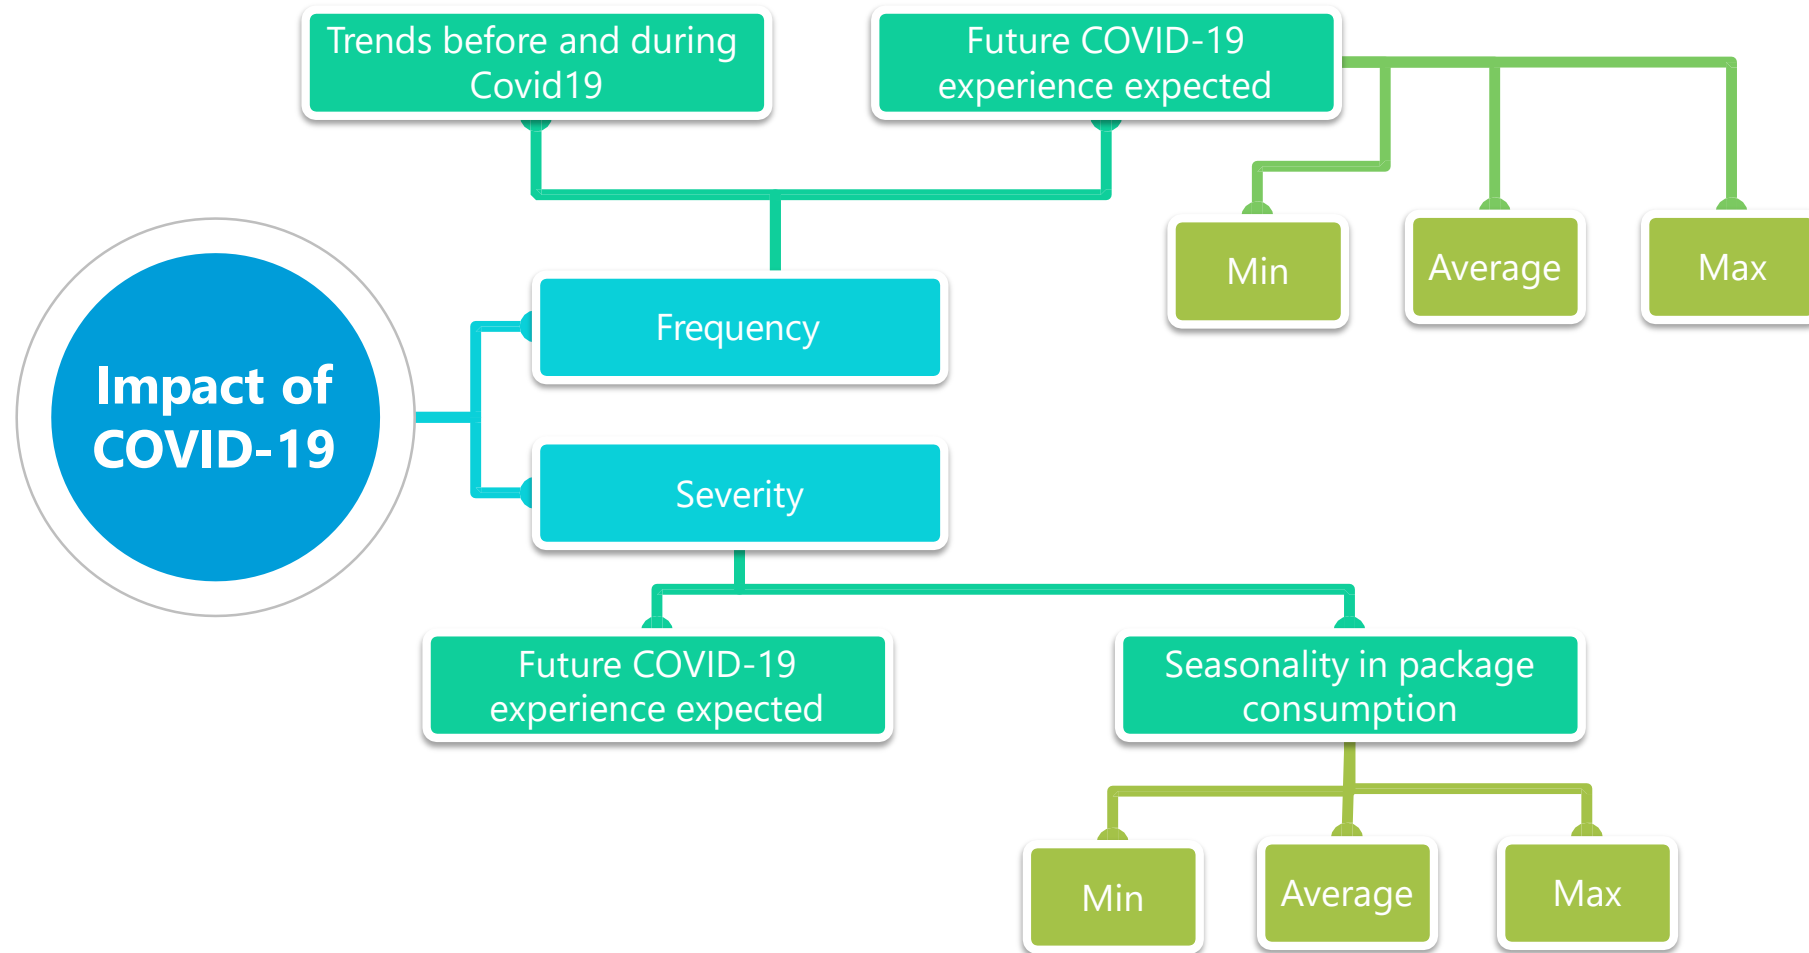 Trends before and during
Covid19
Future COVID-19
experience expected
Min
Average
Max
Impact of
COVID-19
Frequency
Severity
Future COVID-19
experience expected
Seasonality in package
consumption
Min
Average
Max